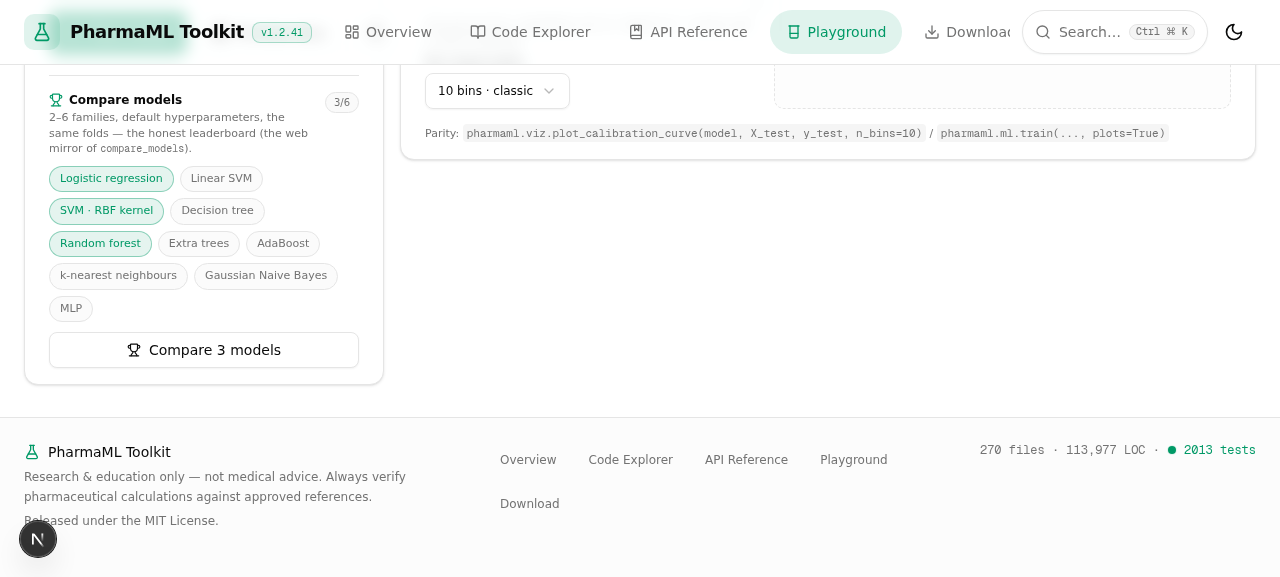 PharmaML Toolkit v1.2.41 Overview Code Explorer API Reference Playground Download Search... Ctrl ⌘ K
Compare models 3/6
2–6 families, default hyperparameters, the
same folds — the honest leaderboard (the web
mirror of compare_models).
Logistic regression Linear SVM
SVM · RBF kernel Decision tree
Random forest Extra trees AdaBoost
k-nearest neighbours Gaussian Naive Bayes
MLP
Compare 3 models
10 bins · classic
Parity: pharmaml.viz.plot_calibration_curve(model, X_test, y_test, n_bins=10) / pharmaml.ml.train(..., plots=True)
PharmaML Toolkit
Research & education only — not medical advice. Always verify
pharmaceutical calculations against approved references.
Released under the MIT License.
N
Overview Code Explorer API Reference Playground
Download
270 files · 113,977 LOC · 2013 tests